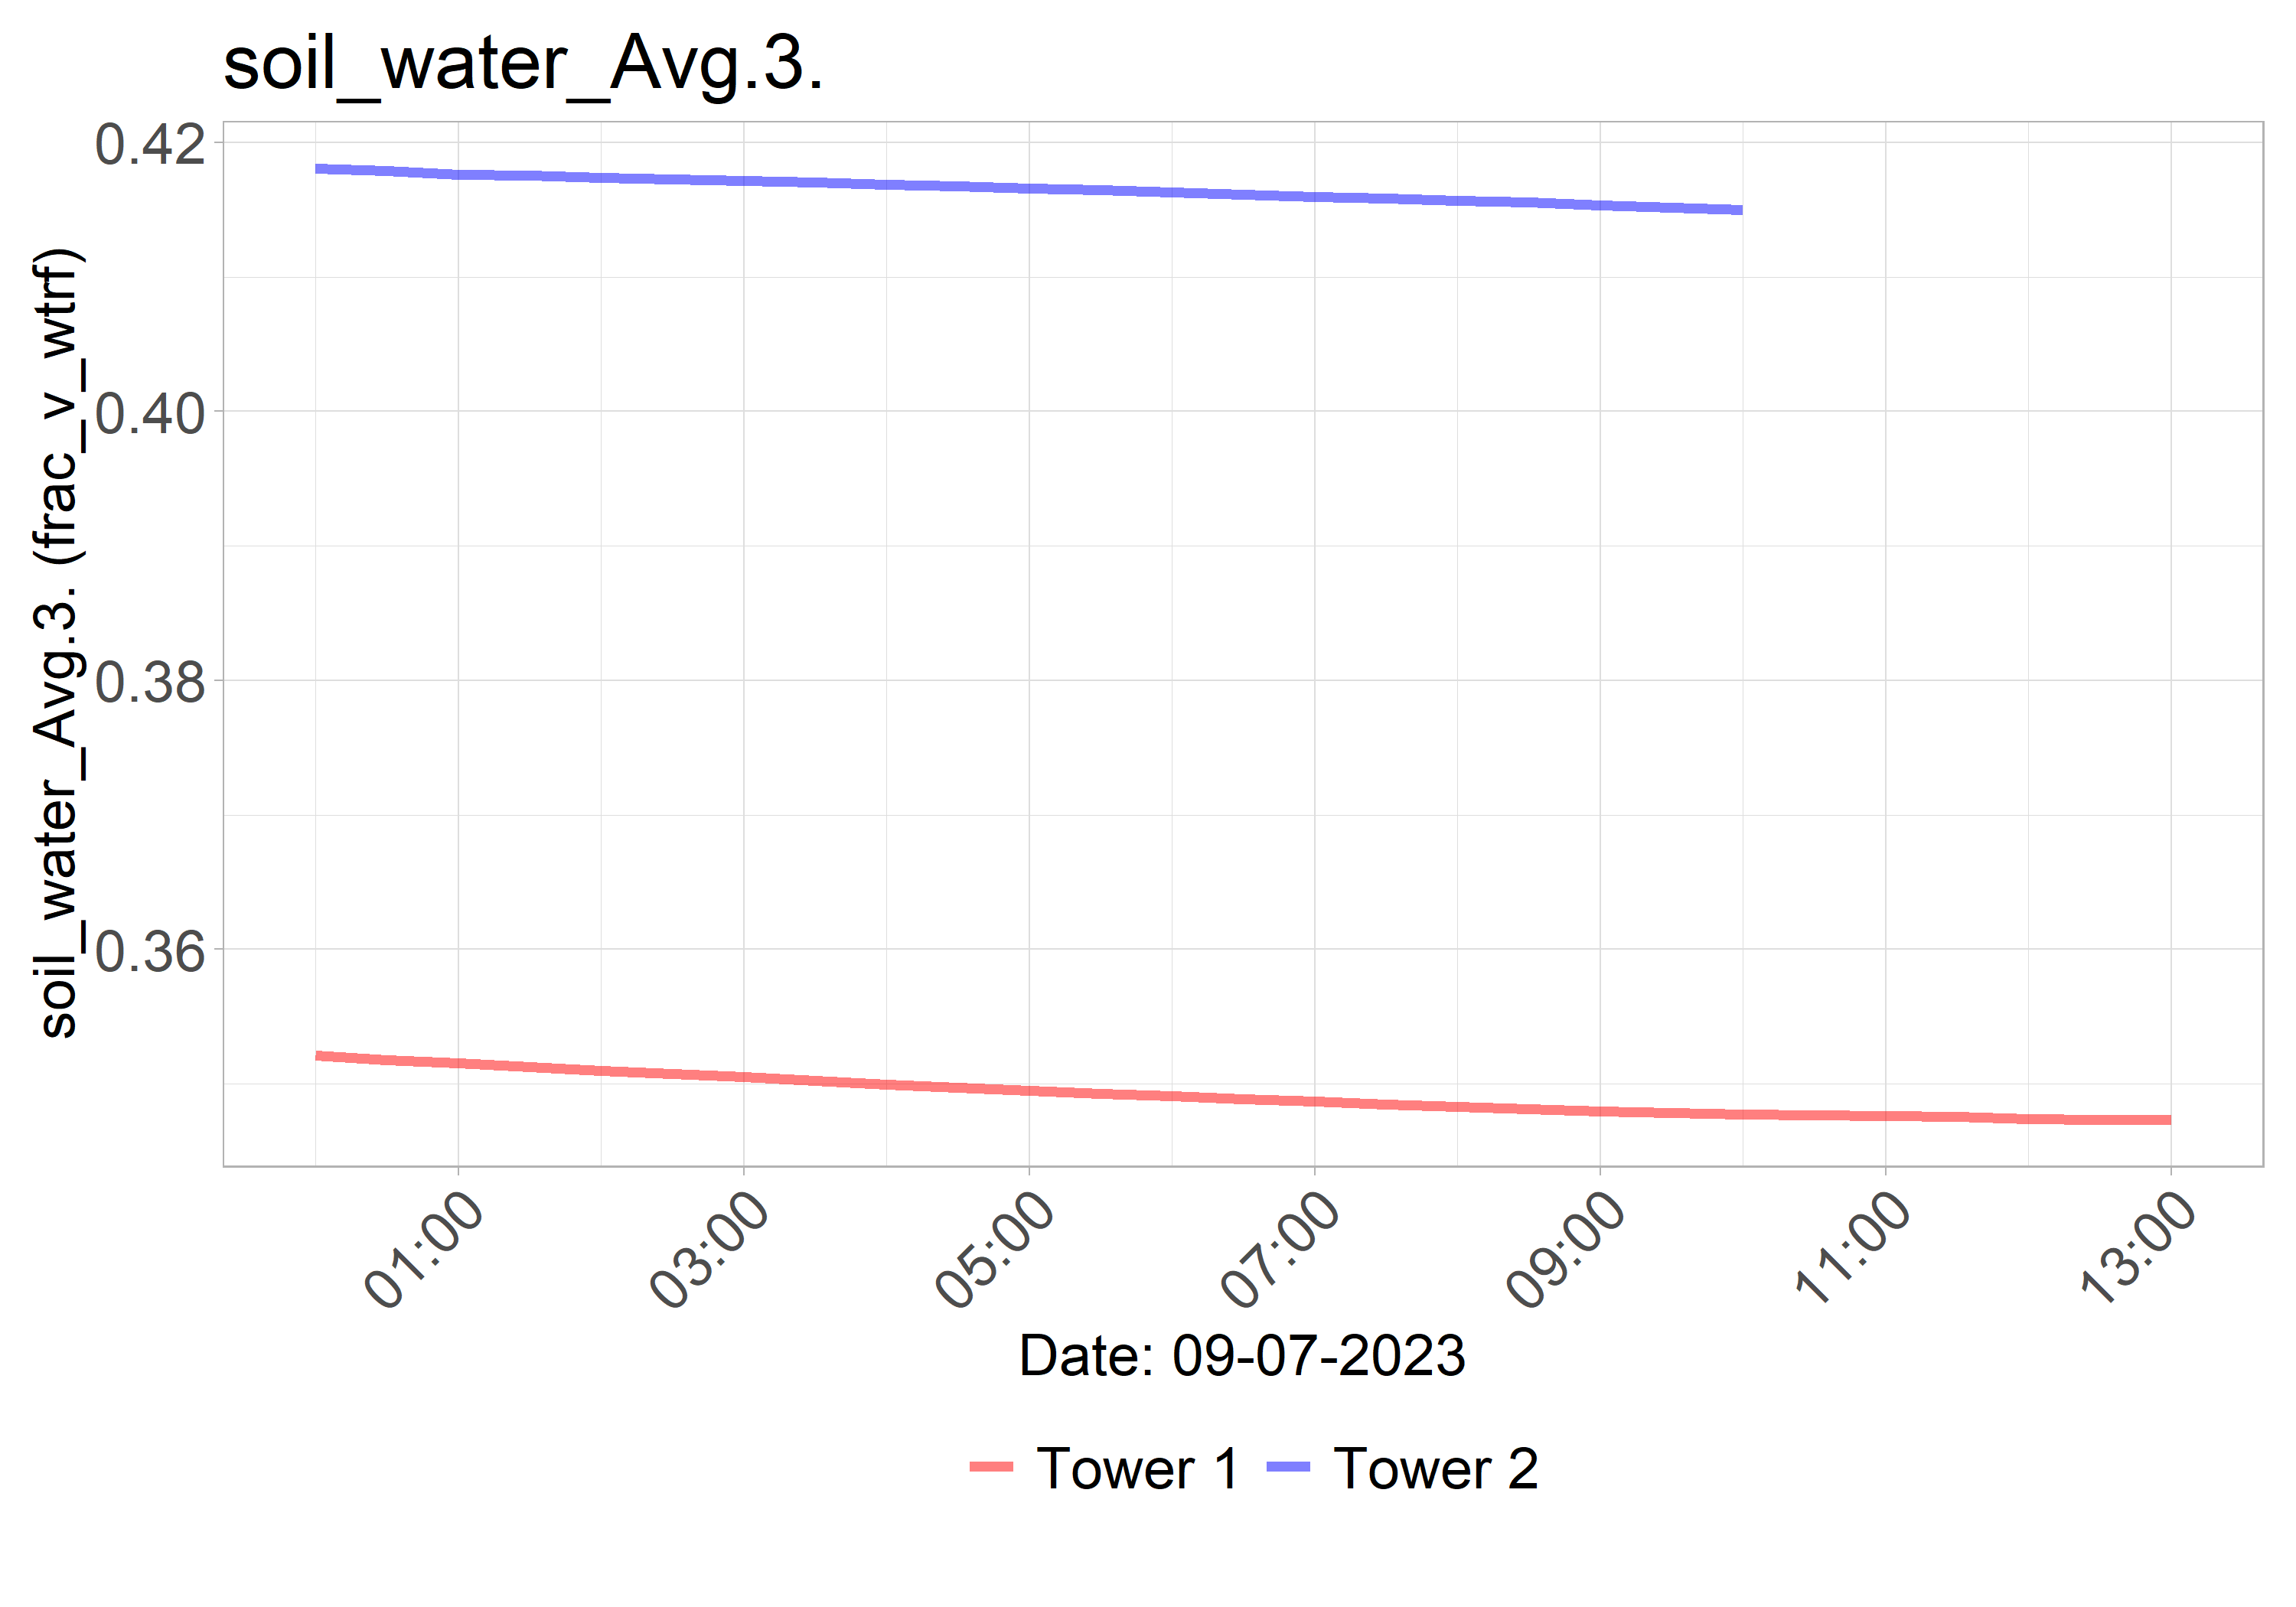 soil_water_Avg.3.
soil_water_Avg.3. (frac_v_wtrf)
0.42
0.40
0.38
0.36
01:00
03:00
05:00
07:00
09:00
11:00
13:00
Date: 09-07-2023
Tower 1
Tower 2